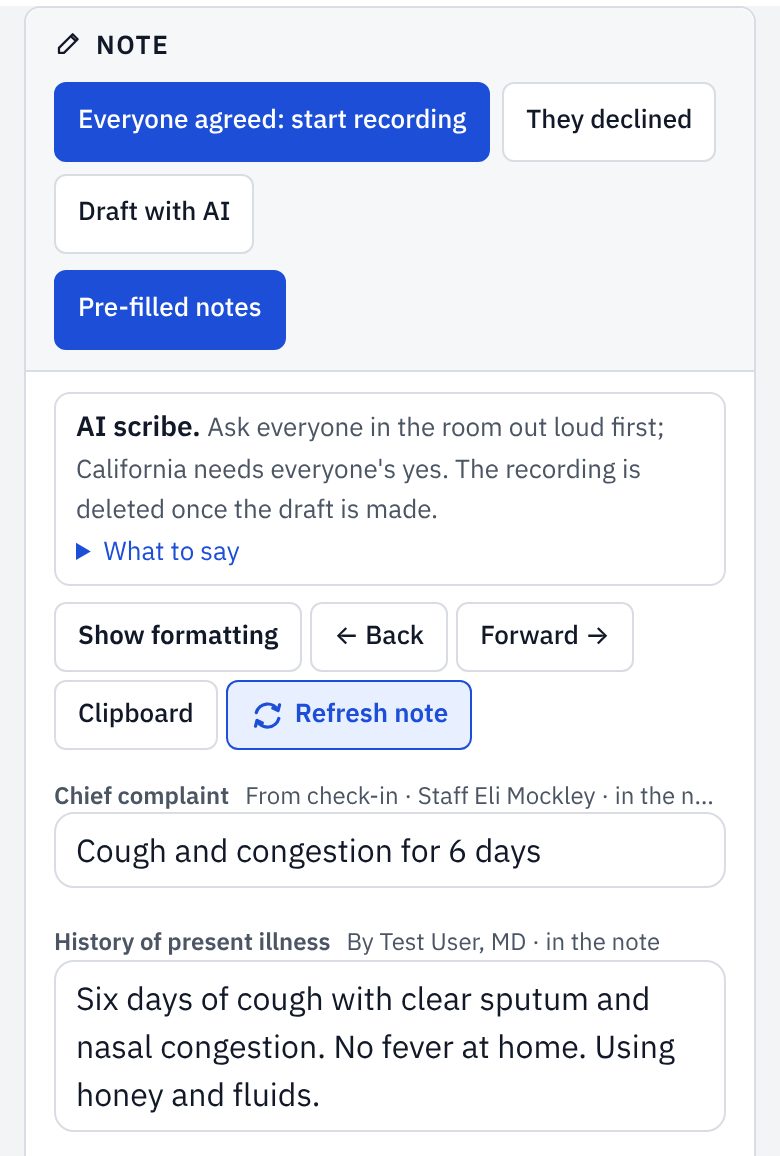 NOTE
Everyone agreed: start recording
They declined
Draft with AI
Pre-filled notes
AI scribe. Ask everyone in the room out loud first;
California needs everyone's yes. The recording is
deleted once the draft is made.
▶ What to say
Show formatting
← Back
Forward →
Clipboard
Refresh note
Chief complaint From check-in · Staff Eli Mockley · in the n...
Cough and congestion for 6 days
History of present illness By Test User, MD · in the note
Six days of cough with clear sputum and
nasal congestion. No fever at home. Using
honey and fluids.